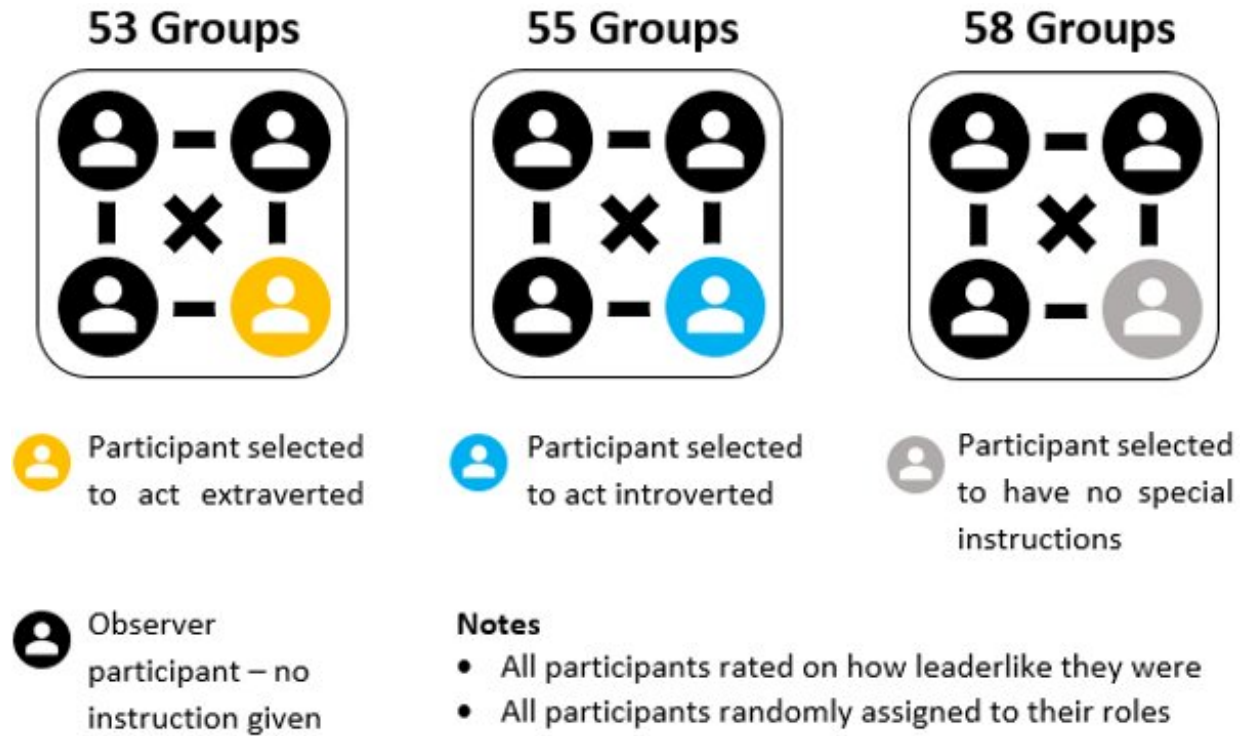 53 Groups
55 Groups
58 Groups
Participant selected
to act extraverted
Participant selected
to act introverted
Participant selected
to have no special
instructions
Observer
participant – no
instruction given
Notes
• All participants rated on how leaderlike they were
• All participants randomly assigned to their roles